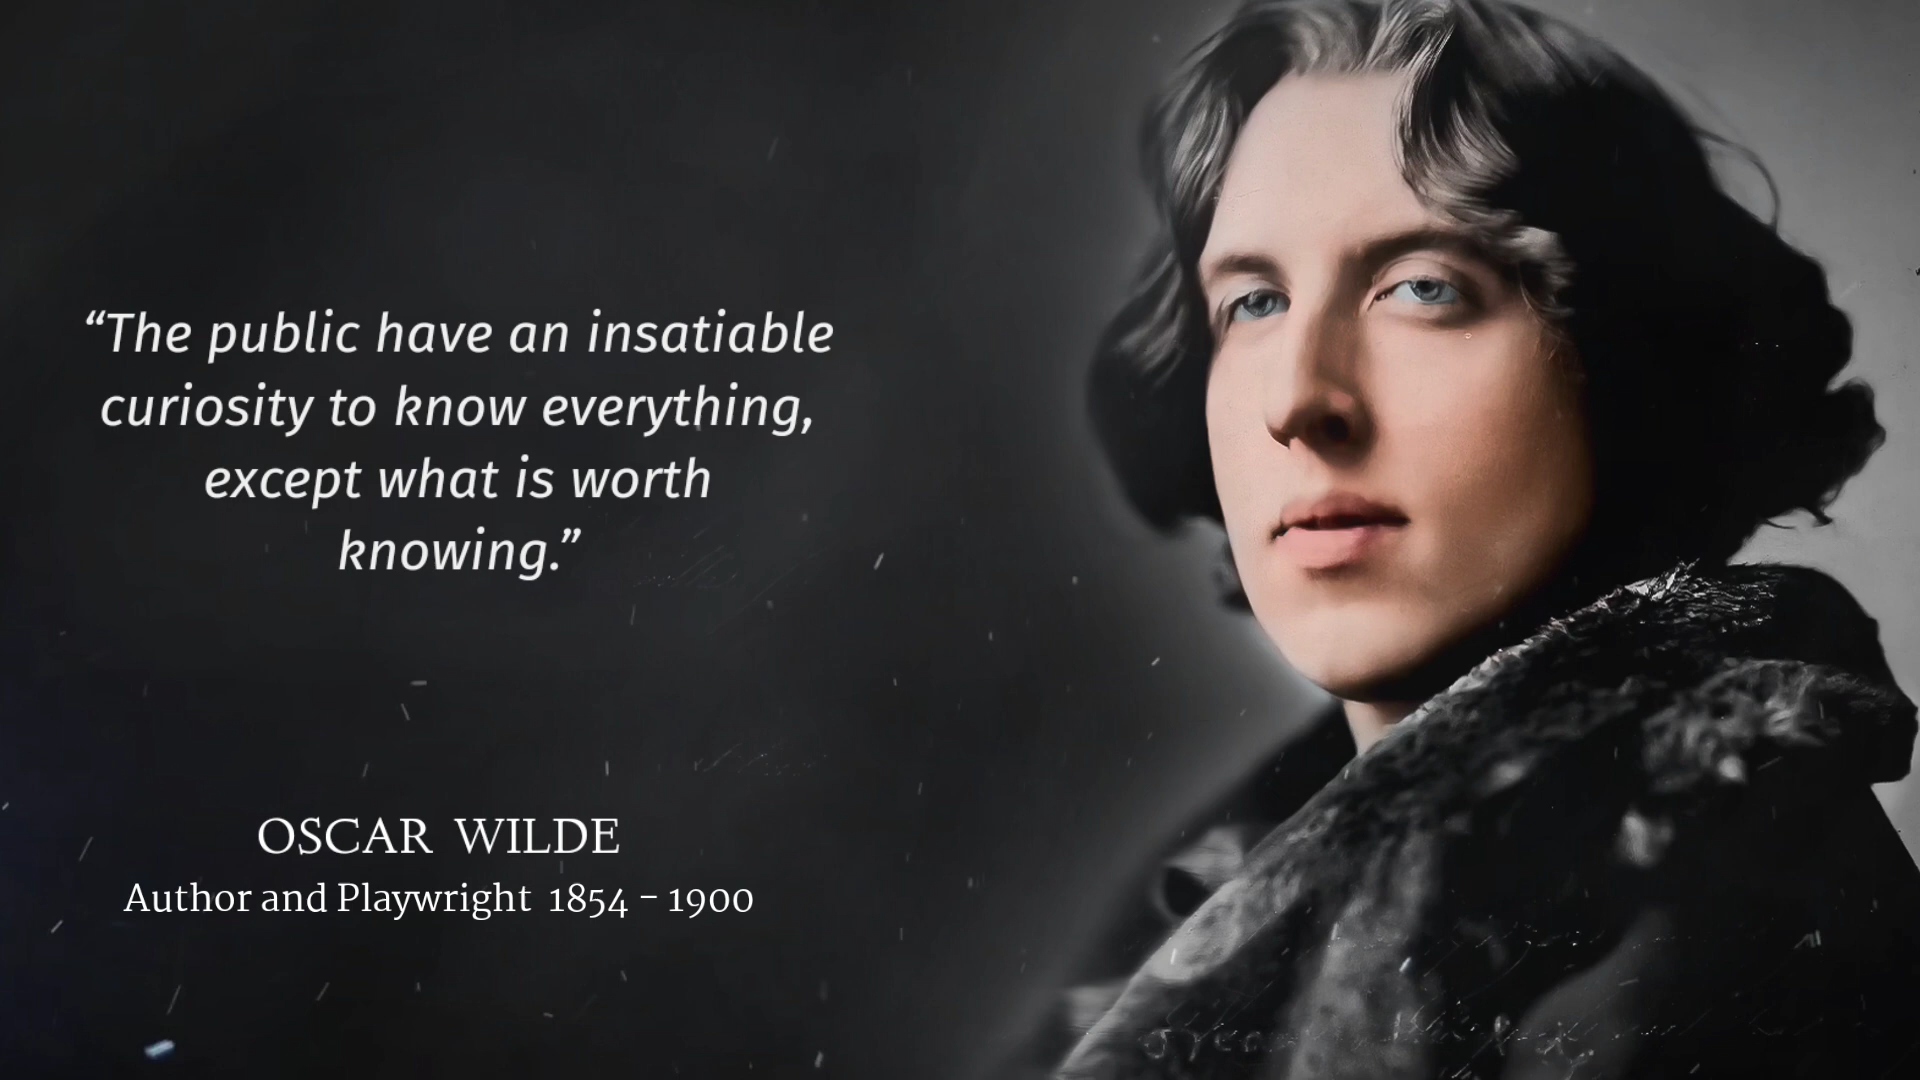 “The public have an insatiable
curiosity to know everything,
except what is worth
knowing.”
OSCAR WILDE
Author and Playwright 1854 - 1900